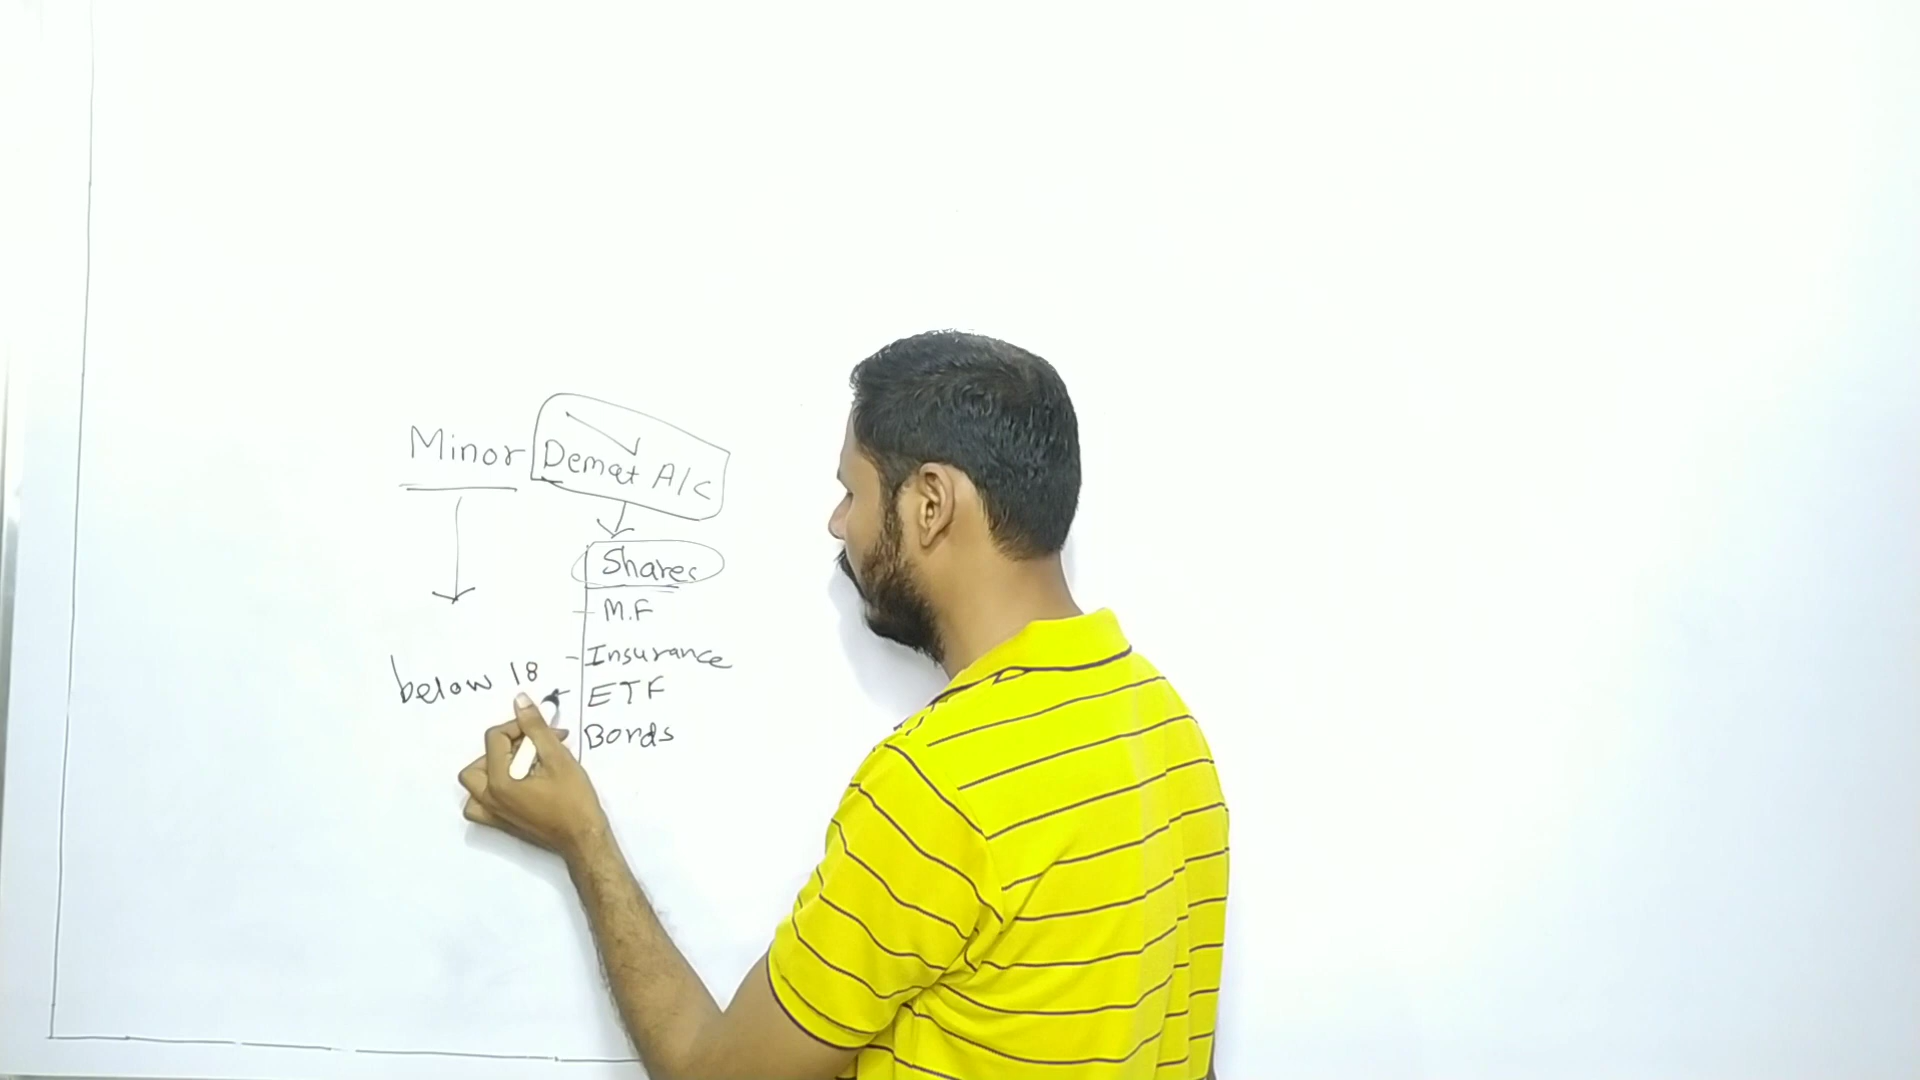 Minor Demat A/c
Shares
M.F
Insurance
below 18
ETF
Bonds